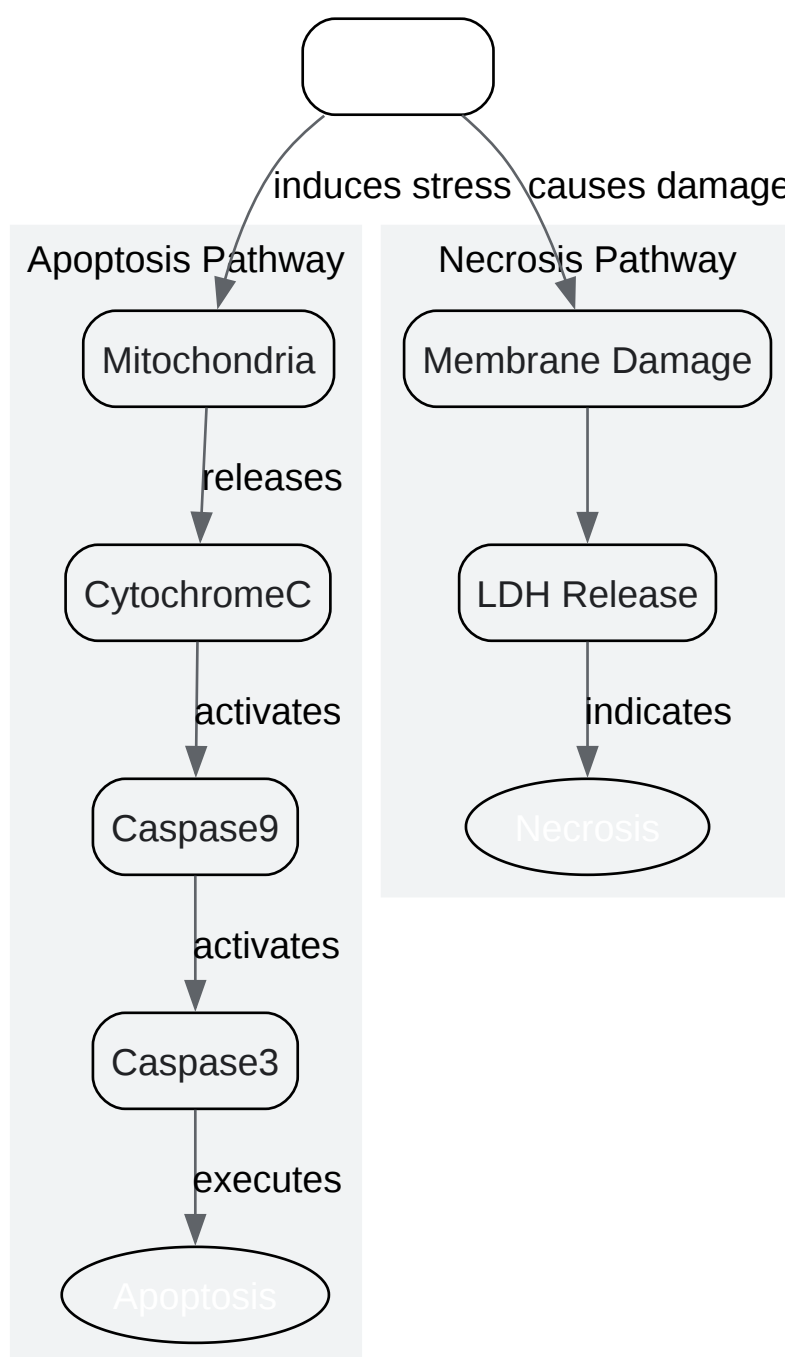 induces stress
causes damage
Apoptosis Pathway
Necrosis Pathway
Mitochondria
Membrane Damage
releases
CytochromeC
LDH Release
activates
indicates
Caspase9
Necrosis
activates
Caspase3
executes
Apoptosis